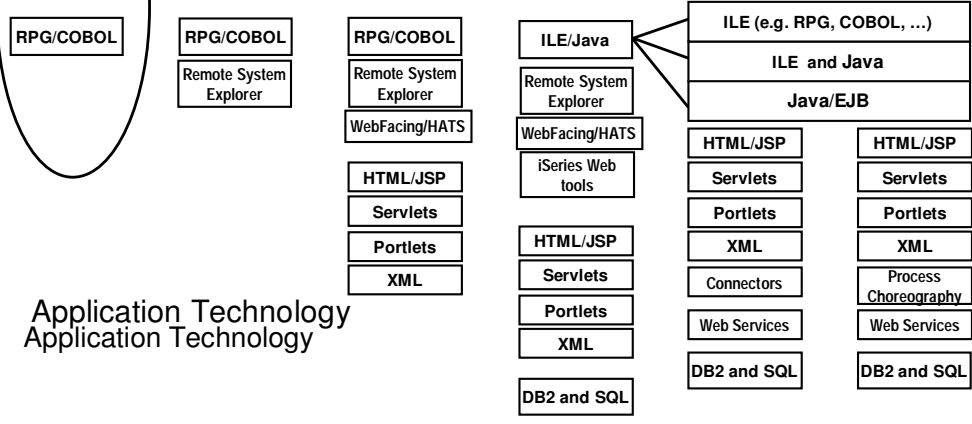 RPG/COBOL
RPG/COBOL
Remote System
Explorer
RPG/COBOL
Remote System
Explorer
WebFacing/HATS
HTML/JSP
Servlets
Portlets
XML
ILE/Java
Remote System
Explorer
WebFacing/HATS
iSeries Web
tools
HTML/JSP
Servlets
Portlets
XML
DB2 and SQL
ILE (e.g. RPG, COBOL, …)
ILE and Java
Java/EJB
HTML/JSP
Servlets
Portlets
XML
Connectors
Web Services
DB2 and SQL
HTML/JSP
Servlets
Portlets
XML
Process
Choreography
Web Services
DB2 and SQL
Application Technology
Application Technology